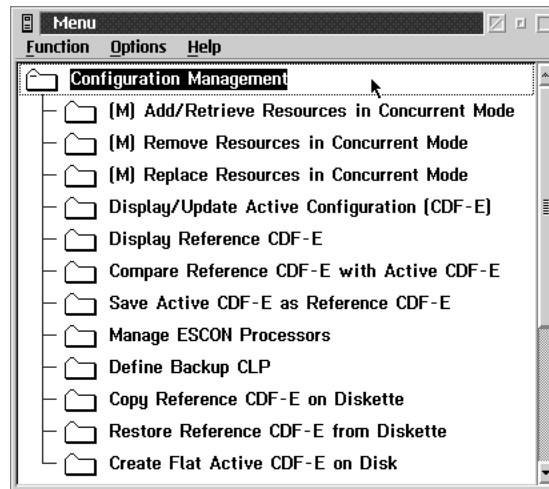 Menu
Function Options Help
Configuration Management
(M) Add/Retrieve Resources in Concurrent Mode
(M) Remove Resources in Concurrent Mode
(M) Replace Resources in Concurrent Mode
Display/Update Active Configuration (CDF-E)
Display Reference CDF-E
Compare Reference CDF-E with Active CDF-E
Save Active CDF-E as Reference CDF-E
Manage ESCON Processors
Define Backup CLP
Copy Reference CDF-E on Diskette
Restore Reference CDF-E from Diskette
Create Flat Active CDF-E on Disk